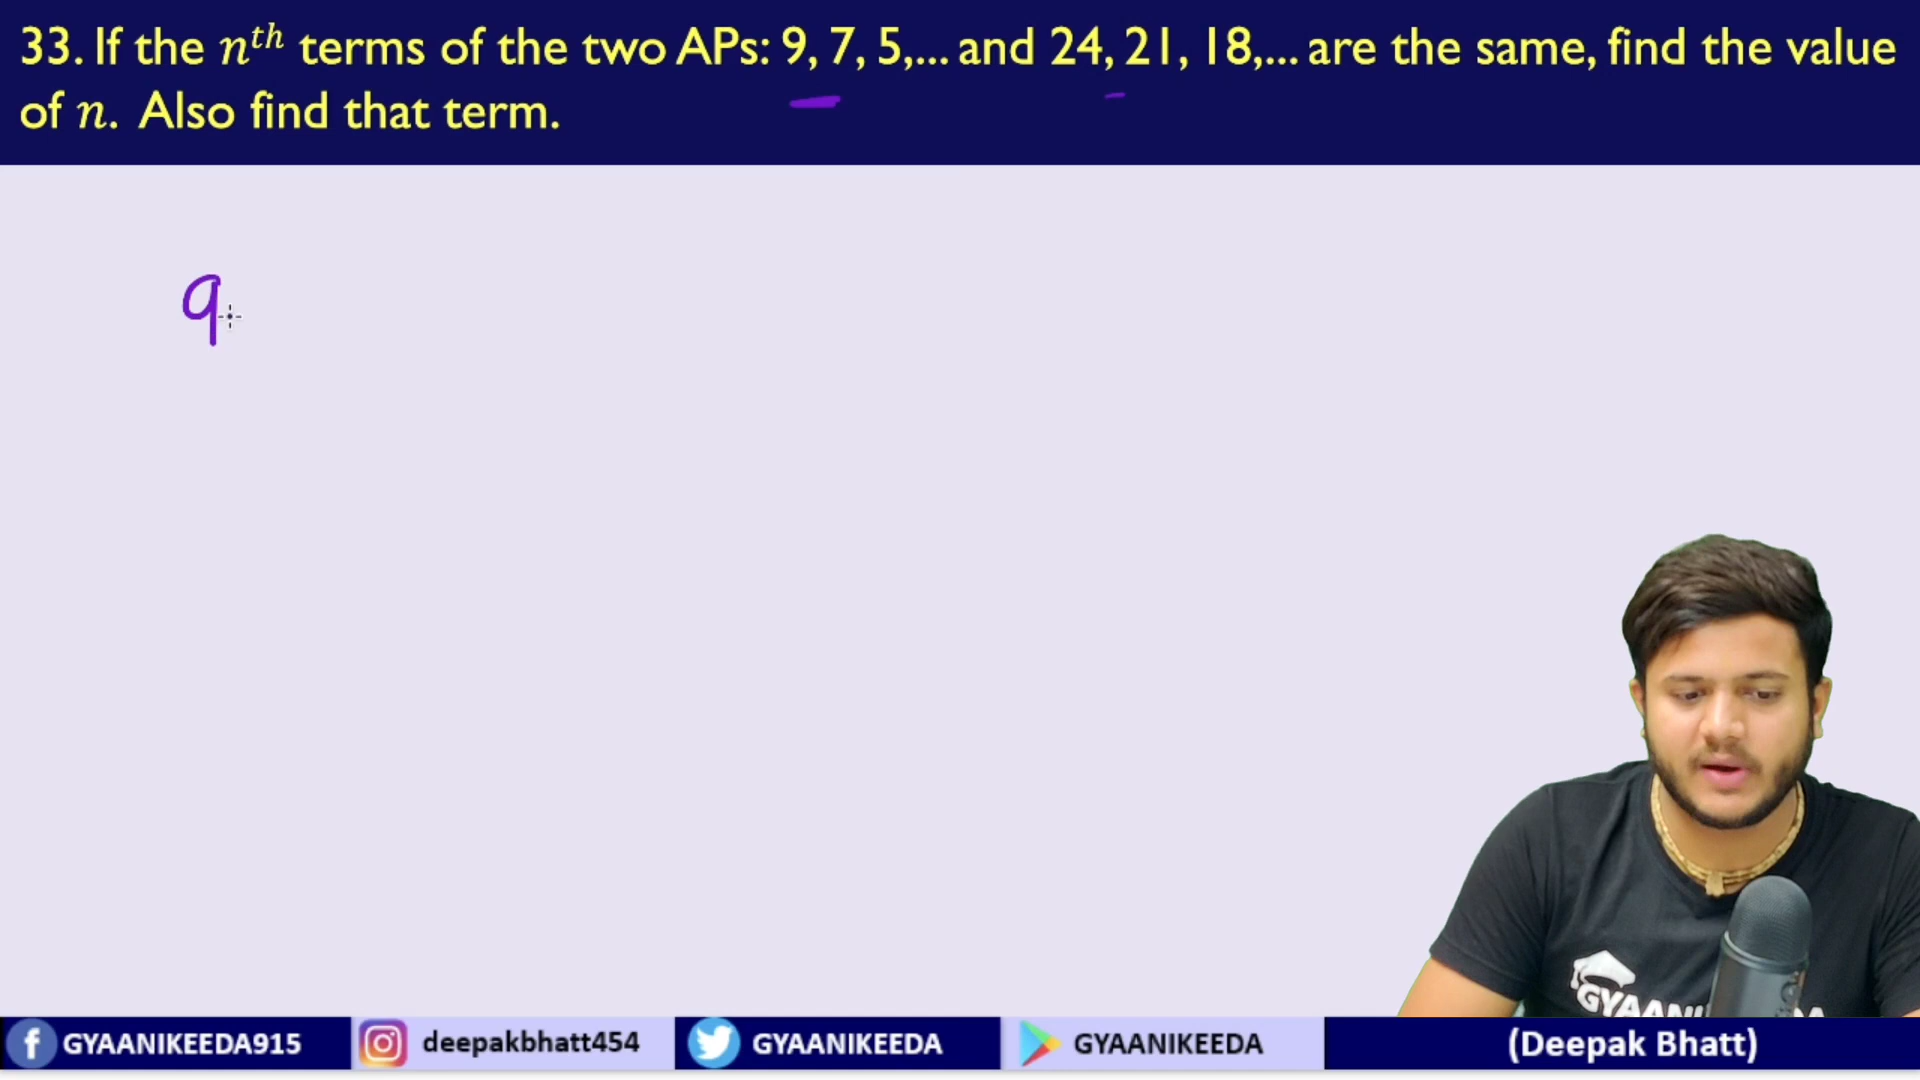 33. If the nᵗʰ terms of the two APs: 9, 7, 5,... and 24, 21, 18,... are the same, find the value
of n. Also find that term.
9
GYAANIKEEDA915 deepakbhatt454 GYAANIKEEDA GYAANIKEEDA (Deepak Bhatt)